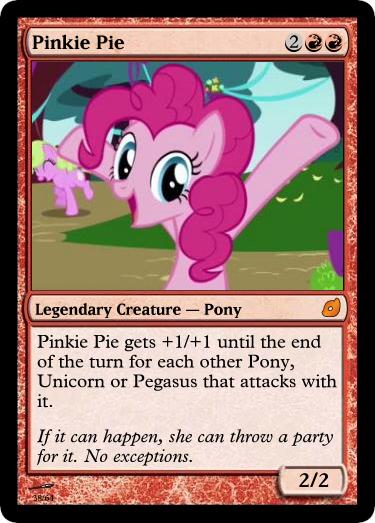 Pinkie Pie 2
Legendary Creature — Pony
Pinkie Pie gets +1/+1 until the end
of the turn for each other Pony,
Unicorn or Pegasus that attacks with
it.
If it can happen, she can throw a party
for it. No exceptions.
2/2